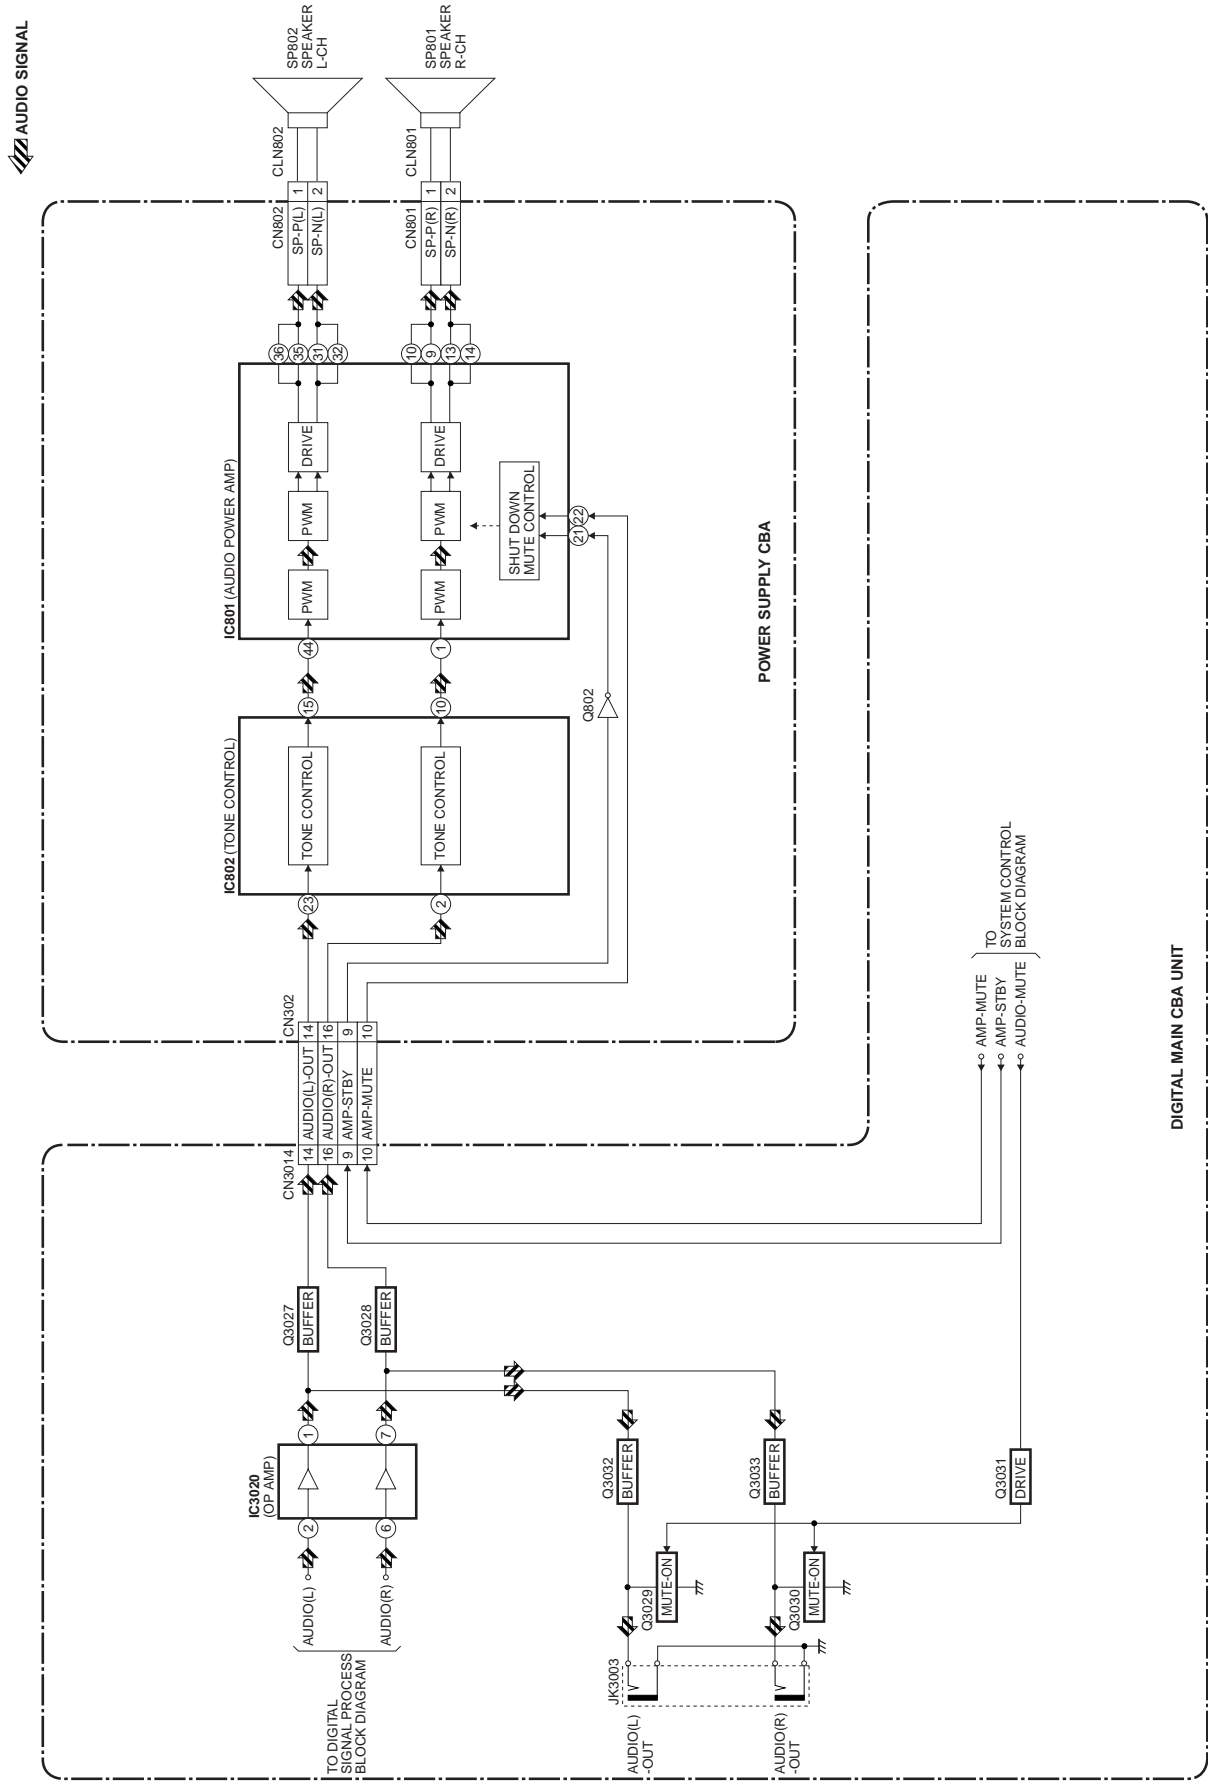 AUDIO SIGNAL
TO DIGITAL
SIGNAL PROCESS
BLOCK DIAGRAM
AUDIO(L)
AUDIO(R)
IC3020
(OP AMP)
2
1
6
7
Q3027
BUFFER
Q3028
BUFFER
CN3014
CN302
14 AUDIO(L)-OUT 14
16 AUDIO(R)-OUT 16
9 AMP-STBY 9
10 AMP-MUTE 10
IC802 (TONE CONTROL)
23
TONE CONTROL
15
2
TONE CONTROL
10
IC801 (AUDIO POWER AMP)
44
PWM
PWM
DRIVE
36
35
31
32
1
PWM
PWM
DRIVE
10
9
13
14
SHUT DOWN
MUTE CONTROL
21
22
Q802
CN802
CLN802
SP-P(L) 1
SP-N(L) 2
SP802
SPEAKER
L-CH
CN801
CLN801
SP-P(R) 1
SP-N(R) 2
SP801
SPEAKER
R-CH
POWER SUPPLY CBA
AUDIO(L)
-OUT
JK3003
Q3032
BUFFER
Q3029
MUTE-ON
AUDIO(R)
-OUT
Q3033
BUFFER
Q3030
MUTE-ON
Q3031
DRIVE
AMP-MUTE
AMP-STBY
AUDIO-MUTE
TO
SYSTEM CONTROL
BLOCK DIAGRAM
DIGITAL MAIN CBA UNIT